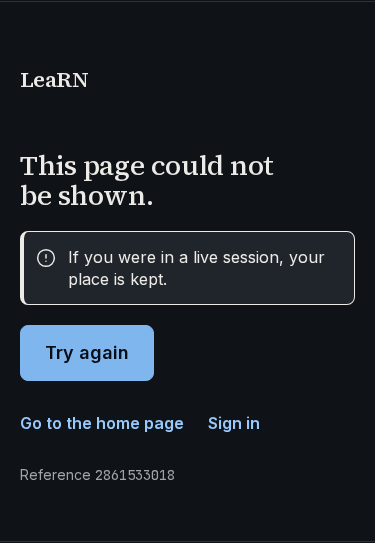 LeaRN
This page could not
be shown.
If you were in a live session, your
place is kept.
Try again
Go to the home page Sign in
Reference 2861533018